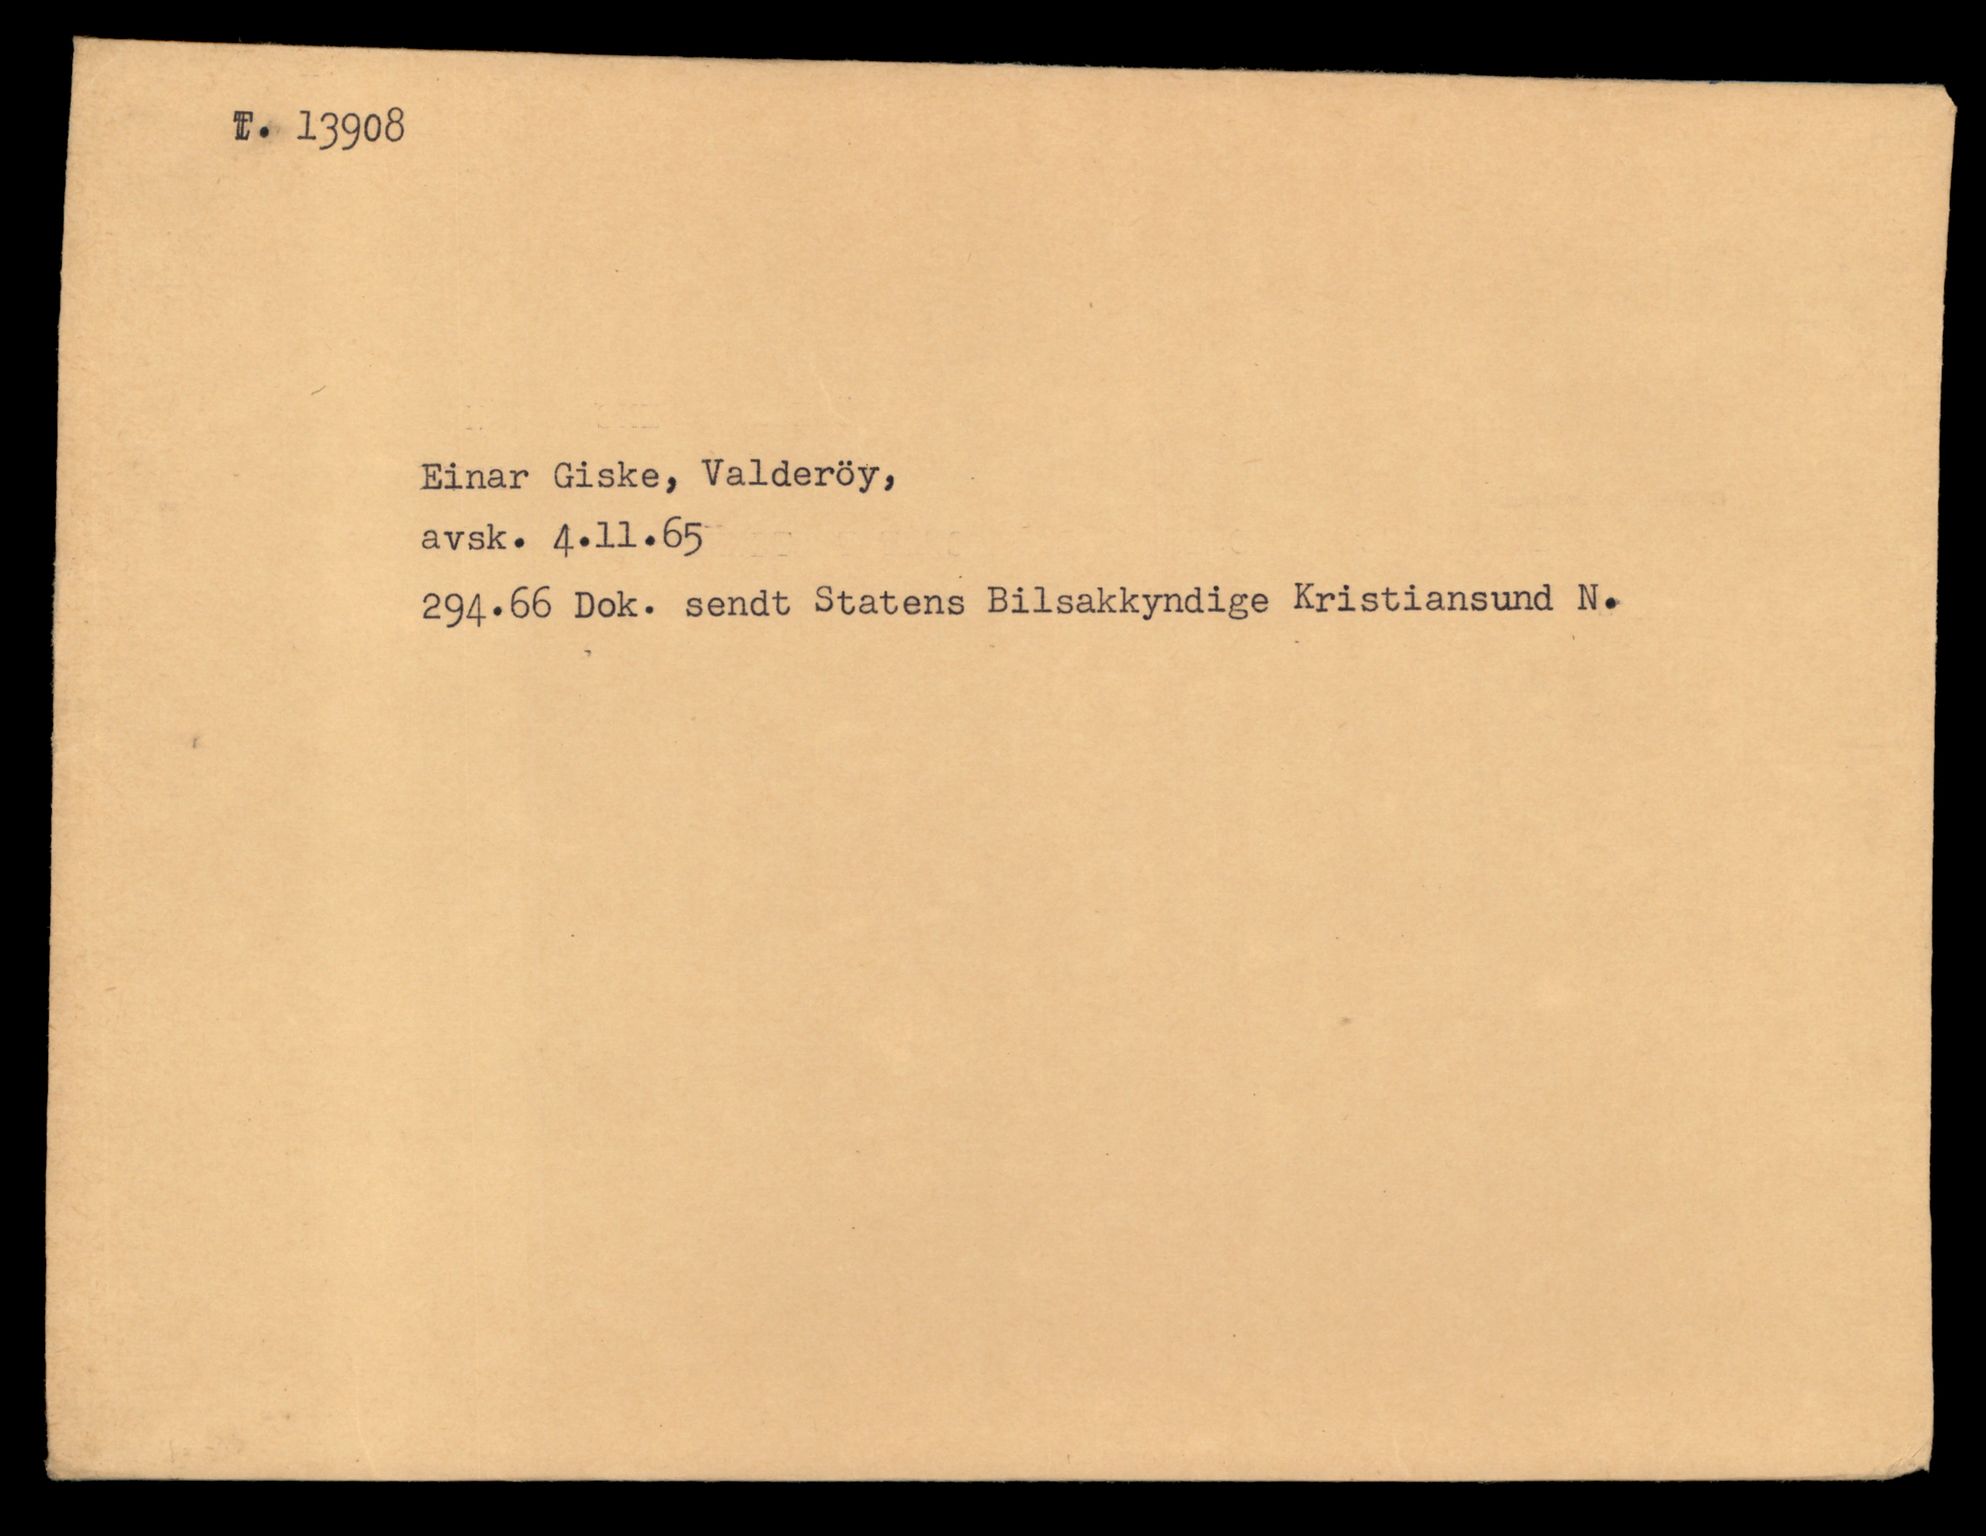 T. 13908
Einar Giske, Valderöy,
avsk. 4.11.65
294.66 Dok. sendt Statens Bilsakkyndige Kristiansund N.